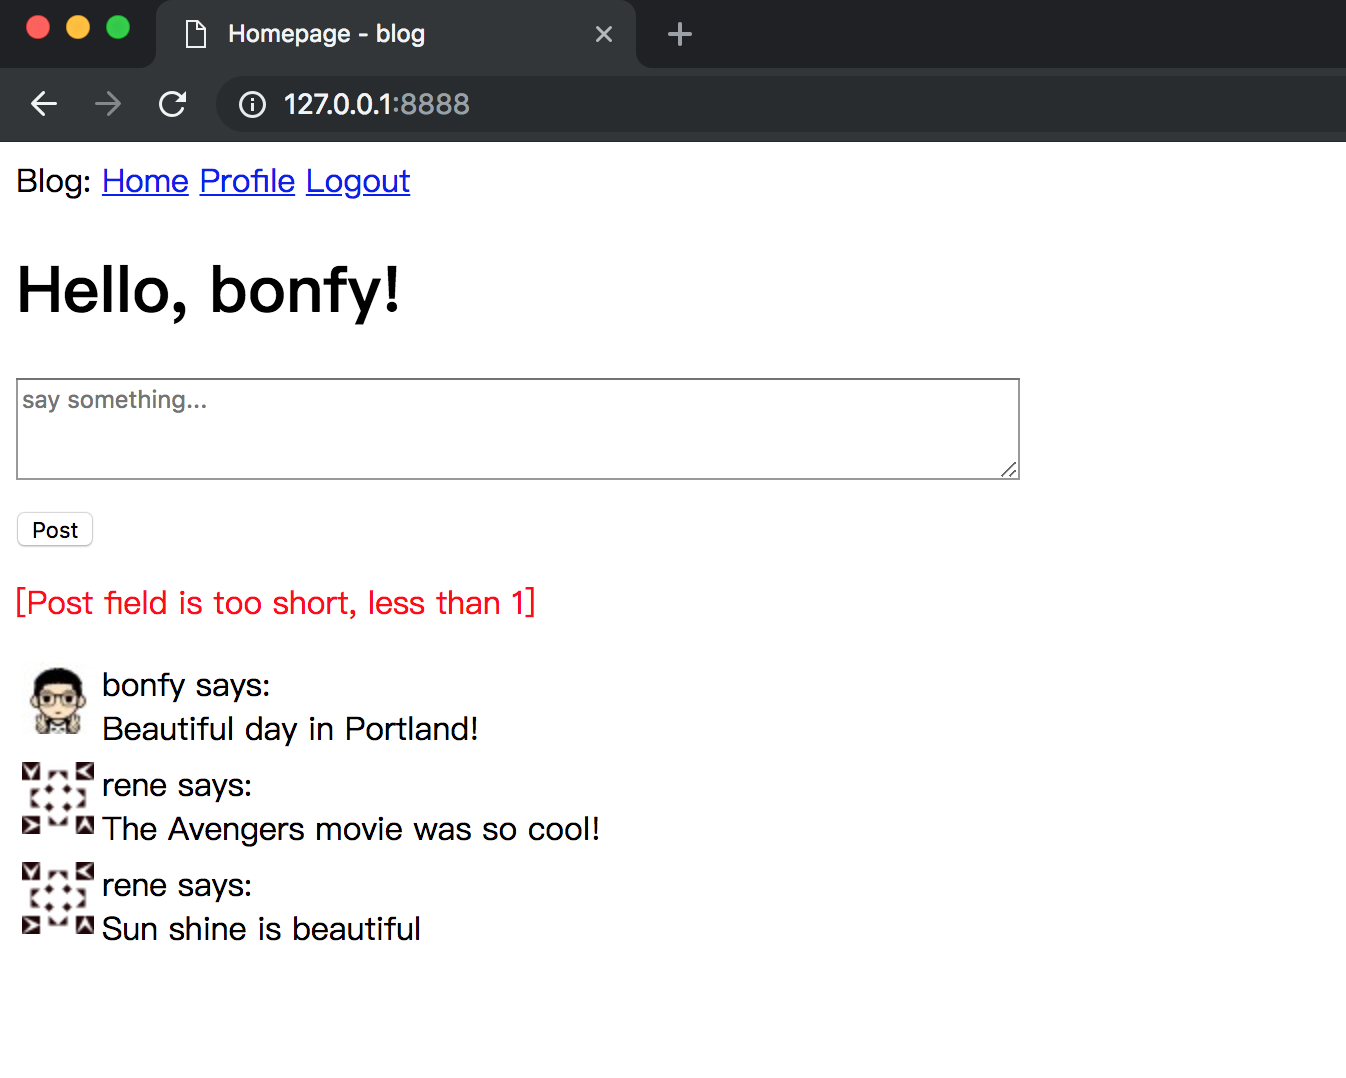 Homepage - blog
127.0.0.1:8888
Blog: Home Profile Logout
Hello, bonfy!
say something...
Post
[Post field is too short, less than 1]
bonfy says:
Beautiful day in Portland!
rene says:
The Avengers movie was so cool!
rene says:
Sun shine is beautiful